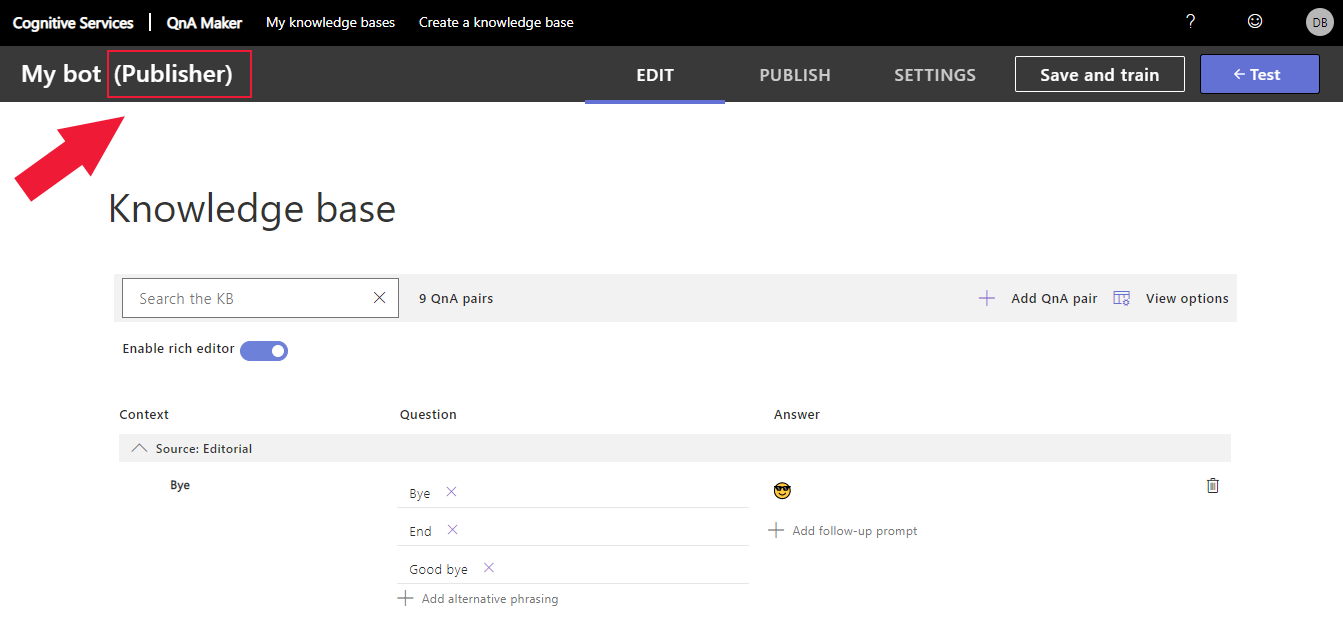 Cognitive Services | QnA Maker My knowledge bases Create a knowledge base ? DB
My bot (Publisher) EDIT PUBLISH SETTINGS Save and train ← Test
Knowledge base
Search the KB 9 QnA pairs Add QnA pair View options
Enable rich editor
Context Question Answer
Source: Editorial
Bye Bye
End Add follow-up prompt
Good bye
Add alternative phrasing